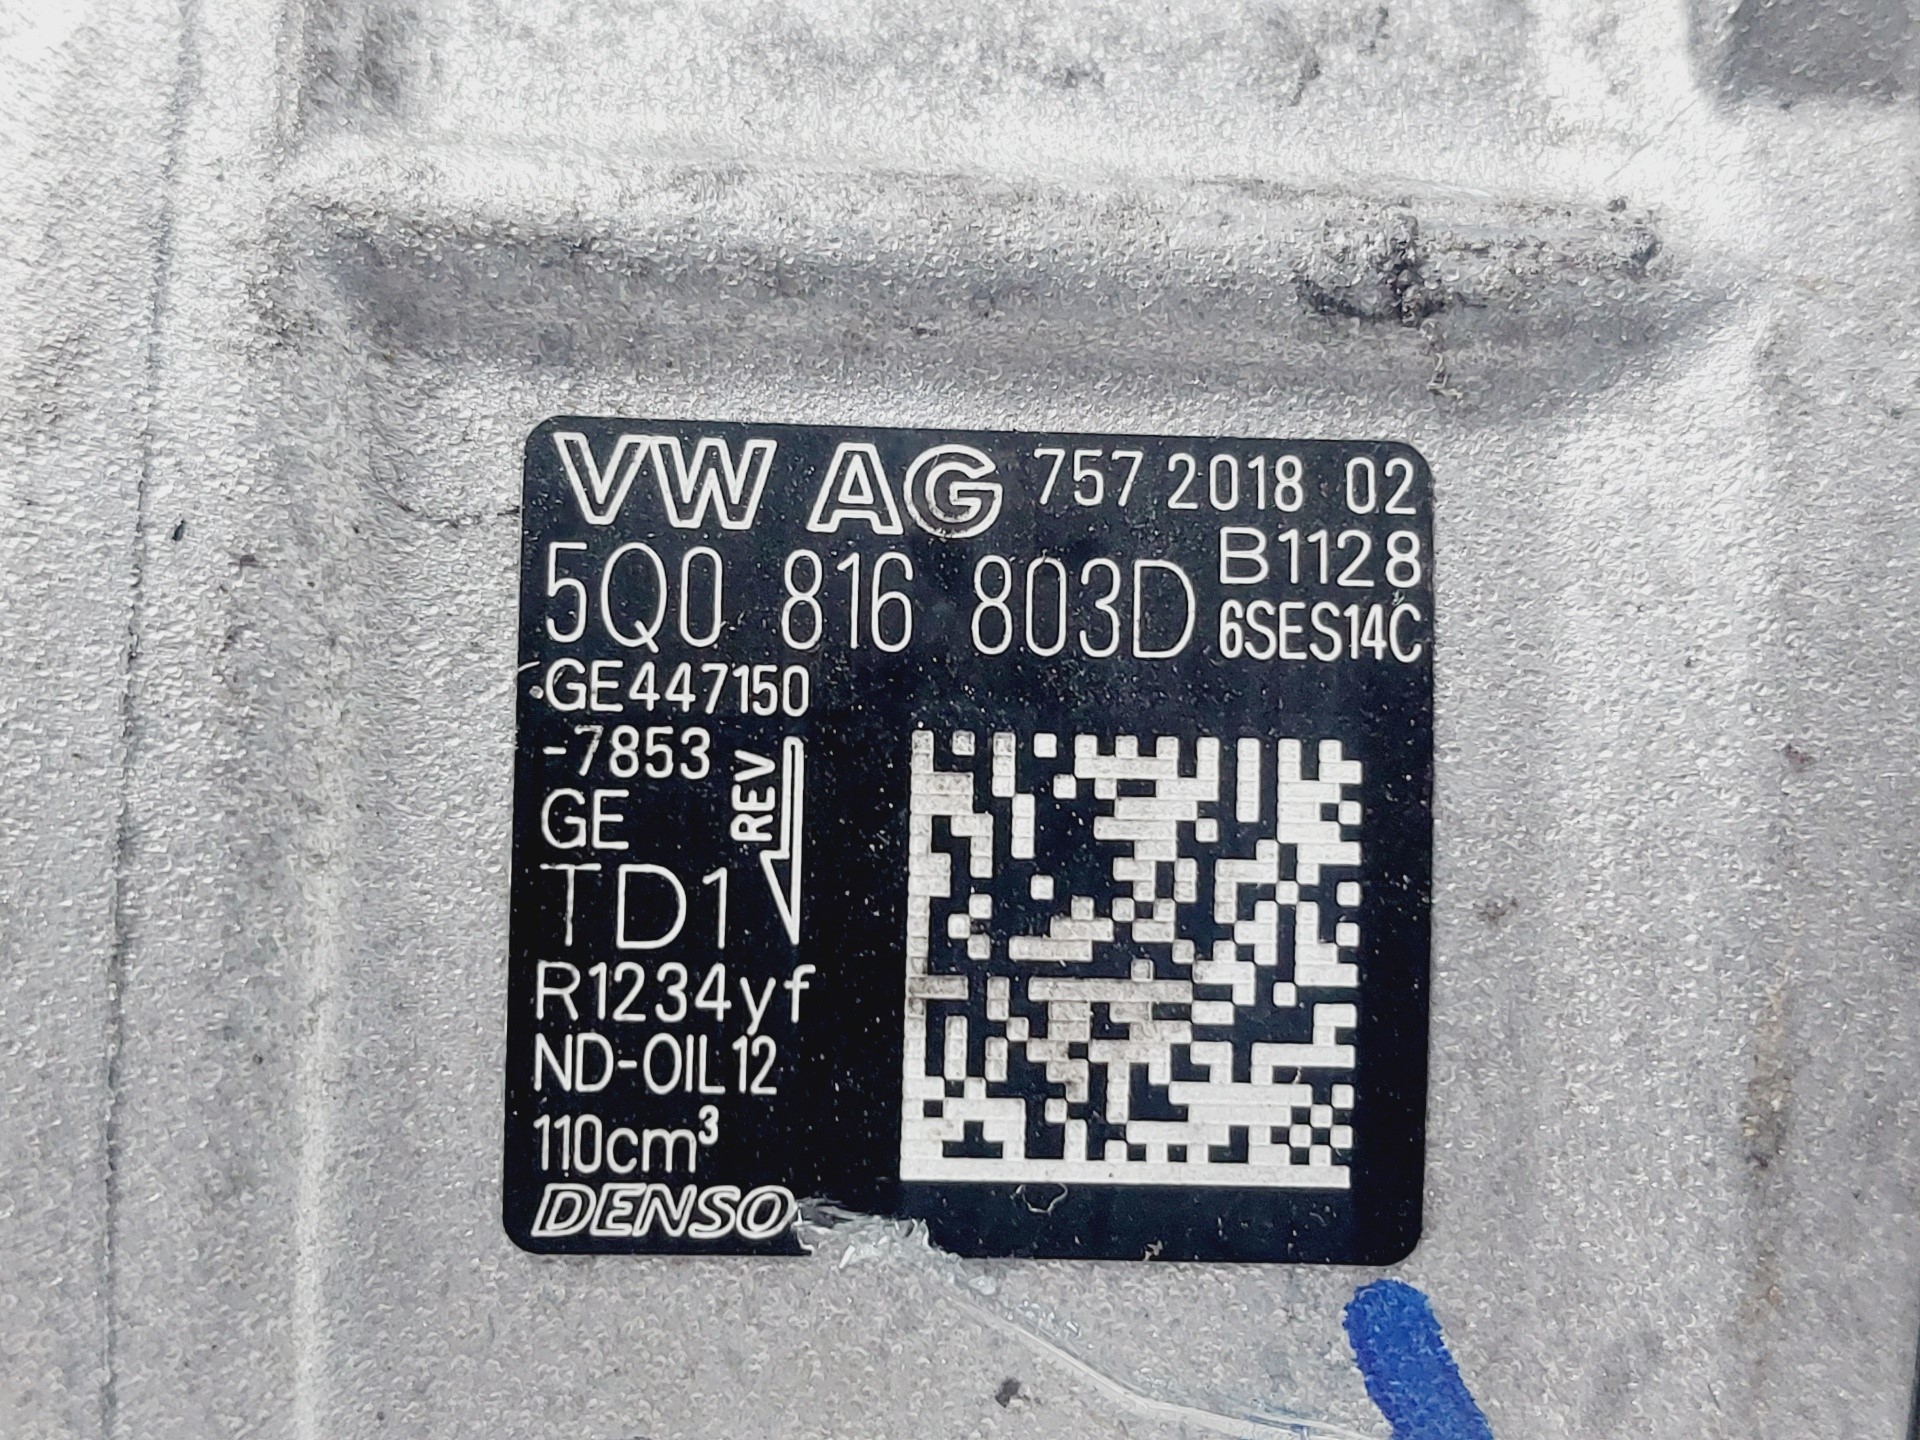 VW AG 757 2018 02
5Q0 816 803D B1128
6SES14C
GE447150
-7853
REV
GE
TD1
R1234yf
ND-OIL12
110cm³
DENSO